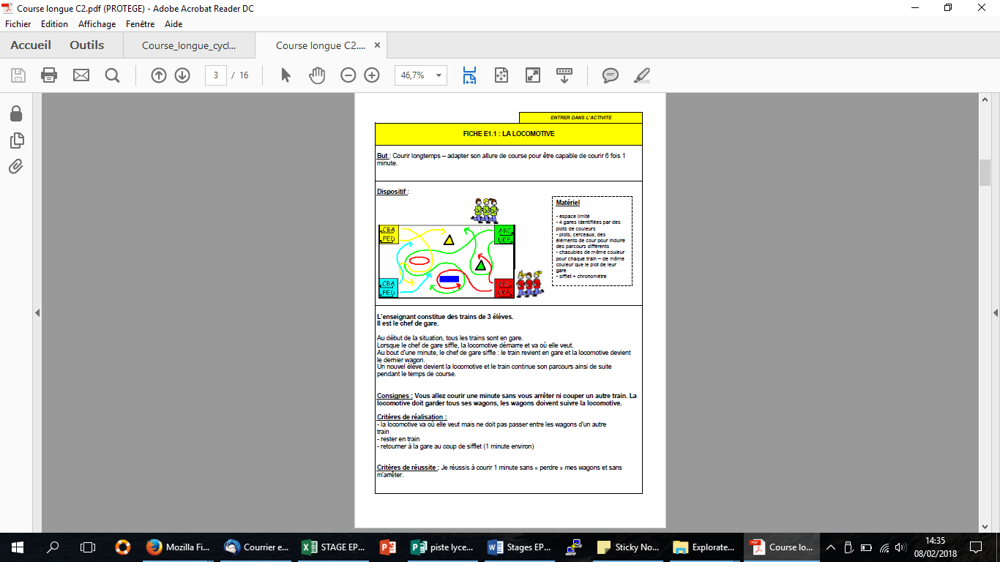 Course longue C2.pdf (PROTEGE) - Adobe Acrobat Reader DC
Fichier Edition Affichage Fenêtre Aide
Accueil Outils Course_longue_cycl... Course longue C2.... ×
3 / 16 46,7%
ENTRER DANS L'ACTIVITE
FICHE E1.1 : LA LOCOMOTIVE
But : Courir longtemps – adapter son allure de course pour être capable de courir 6 fois 1
minute.
Dispositif :
Matériel
- espace limité
- 4 gares identifiées par des
plots de couleurs
- plots, cerceaux, des
éléments de cour pour induire
des parcours différents
- chasubles de même couleur
pour chaque train – de même
couleur que le plot de leur
gare
- sifflet + chronomètre
CBA
FED
ABC
DEF
CBA
FED
ABC
L'enseignant constitue des trains de 3 élèves.
Il est le chef de gare.
Au début de la situation, tous les trains sont en gare.
Lorsque le chef de gare siffle, la locomotive démarre et va où elle veut.
Au bout d'une minute, le chef de gare siffle : le train revient en gare et la locomotive devient
le dernier wagon.
Un nouvel élève devient la locomotive et le train continue son parcours ainsi de suite
pendant le temps de course.
Consignes : Vous allez courir une minute sans vous arrêter ni couper un autre train. La
locomotive doit garder tous ses wagons, les wagons doivent suivre la locomotive.
Critères de réalisation :
- la locomotive va où elle veut mais ne doit pas passer entre les wagons d'un autre
train
- rester en train
- retourner à la gare au coup de sifflet (1 minute environ)
Critères de réussite : Je réussis à courir 1 minute sans « perdre » mes wagons et sans
m'arrêter.
Mozilla Fi... Courrier e... STAGE EP... piste lyce... Stages EP... Sticky No... Explorate... Course lo...
14:35
08/02/2018